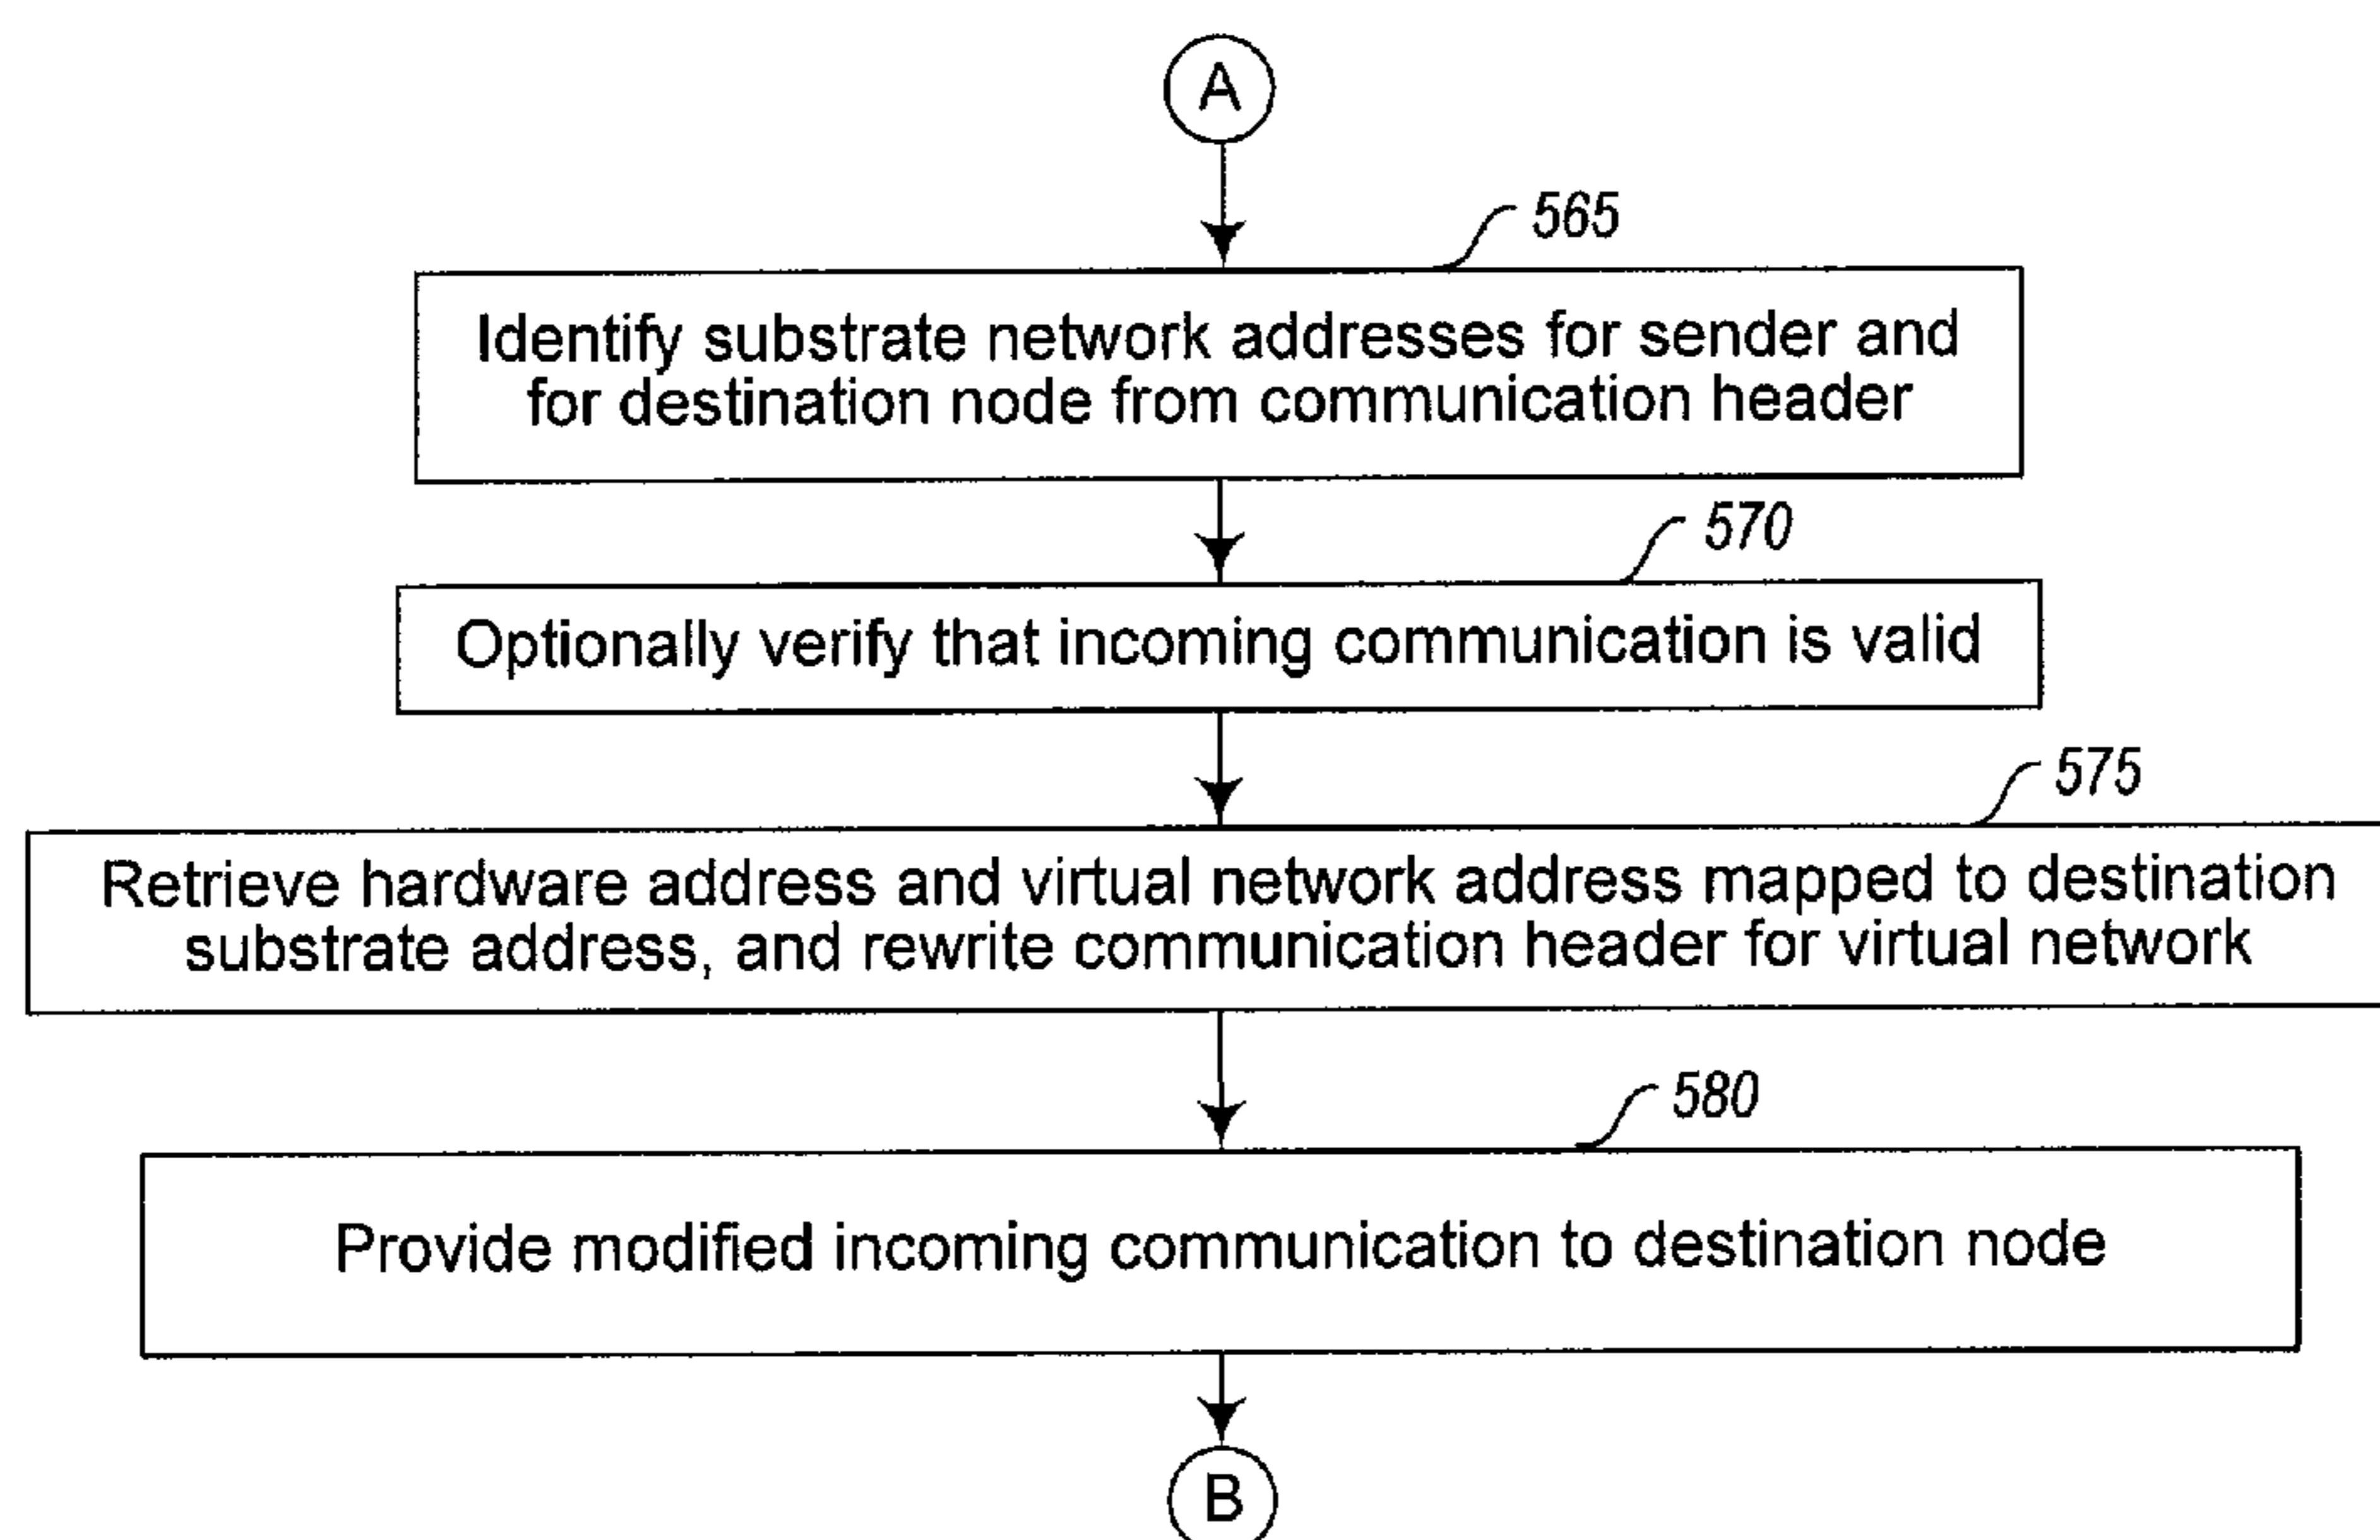 A
565
Identify substrate network addresses for sender and
for destination node from communication header
570
Optionally verify that incoming communication is valid
575
Retrieve hardware address and virtual network address mapped to destination
substrate address, and rewrite communication header for virtual network
580
Provide modified incoming communication to destination node
B